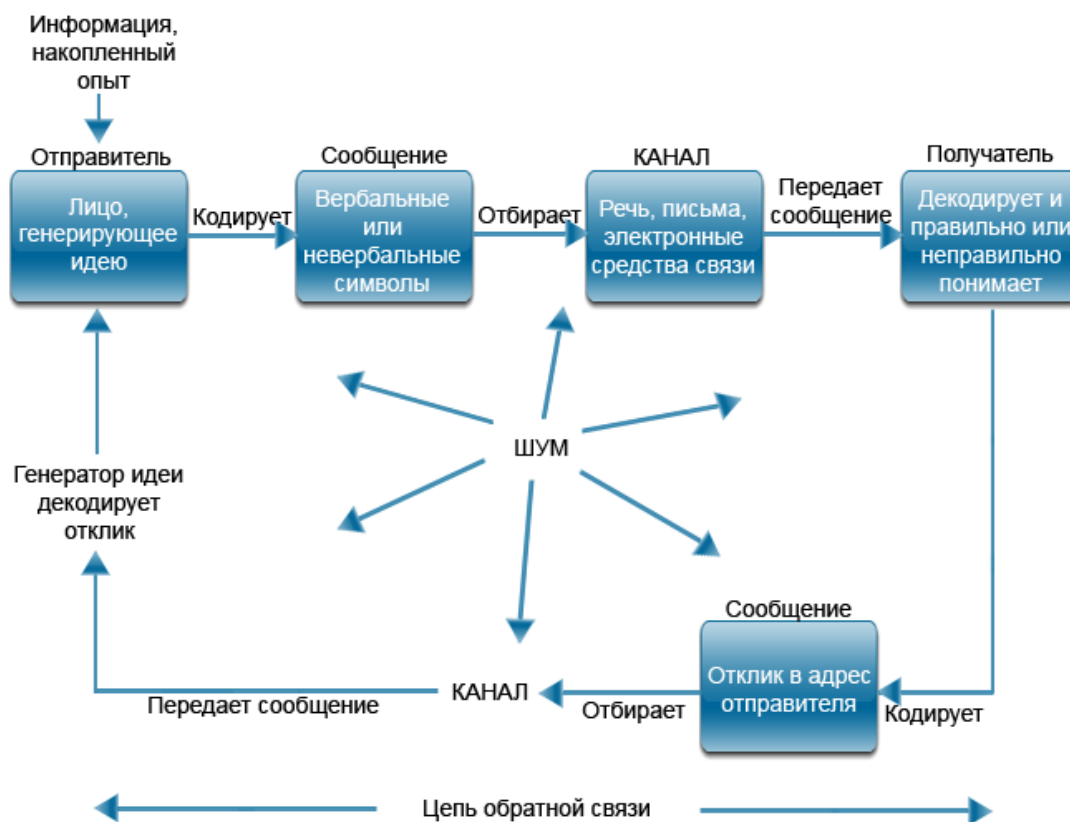 Информация,
накопленный
опыт
Отправитель
Лицо,
генерирующее
идею
Кодирует
Сообщение
Вербальные
или
невербальные
символы
Отбирает
КАНАЛ
Речь, письма,
электронные
средства связи
Передает
сообщение
Получатель
Декодирует и
правильно или
неправильно
понимает
ШУМ
Генератор идеи
декодирует
отклик
Сообщение
Отклик в адрес
отправителя
Кодирует
Отбирает
КАНАЛ
Передает сообщение
Цепь обратной связи